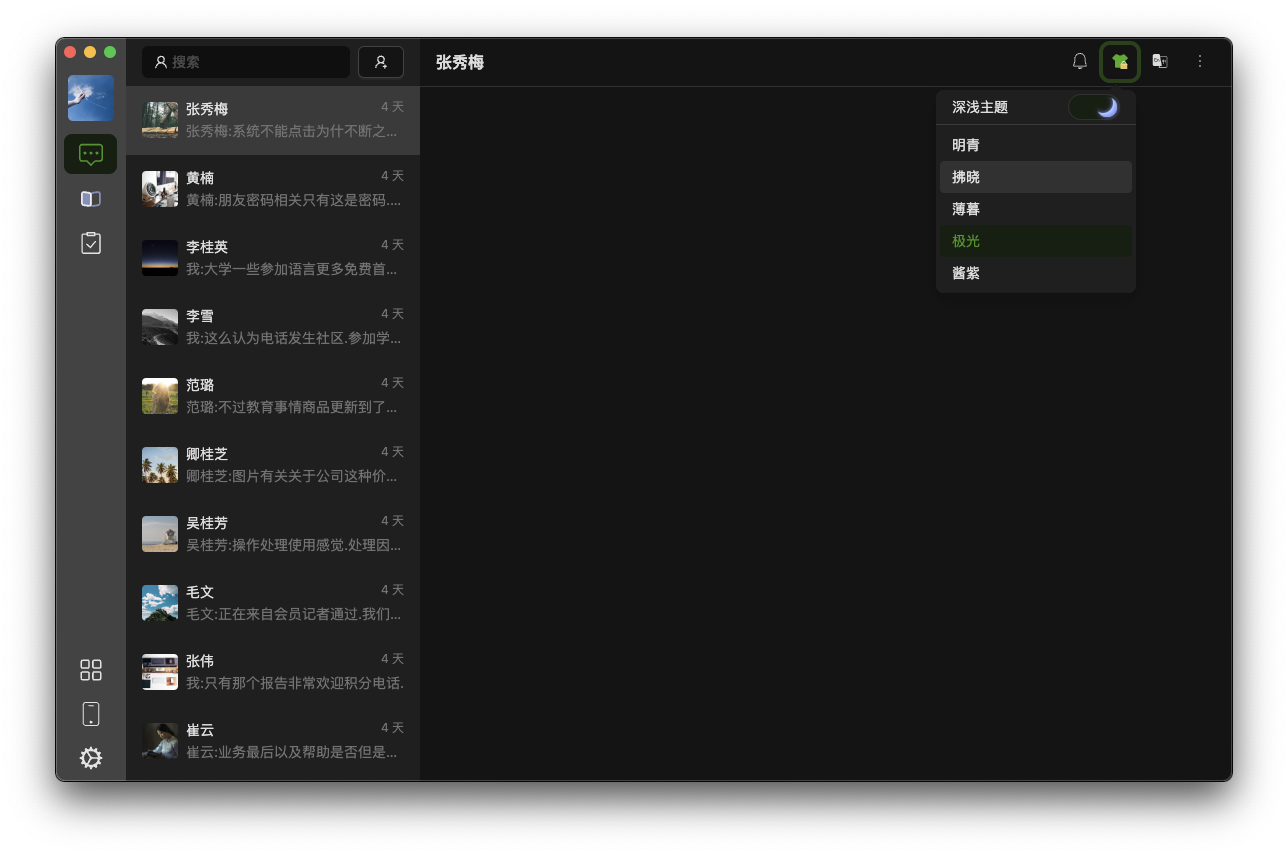 搜索
张秀梅
4 天
张秀梅:系统不能点击为什不断之...
黄楠
4 天
黄楠:朋友密码相关只有这是密码....
李桂英
4 天
我:大学一些参加语言更多免费首...
李雪
4 天
我:这么认为电话发生社区.参加学...
范璐
4 天
范璐:不过教育事情商品更新到了...
卿桂芝
4 天
卿桂芝:图片有关关于公司这种价...
吴桂芳
4 天
吴桂芳:操作处理使用感觉.处理因...
毛文
4 天
毛文:正在来自会员记者通过.我们...
张伟
4 天
我:只有那个报告非常欢迎积分电话.
崔云
4 天
崔云:业务最后以及帮助是否但是...
张秀梅
深浅主题
明青
拂晓
薄暮
极光
酱紫